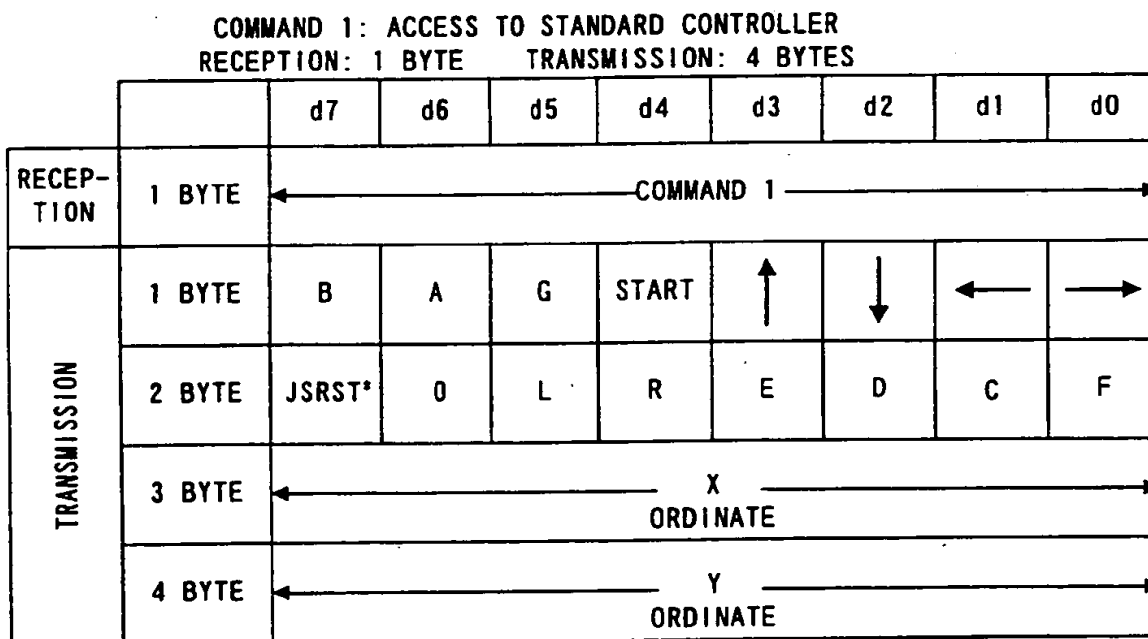 COMMAND 1: ACCESS TO STANDARD CONTROLLER
RECEPTION: 1 BYTE TRANSMISSION: 4 BYTES
d7 d6 d5 d4 d3 d2 d1 d0
RECEP-
TION
1 BYTE COMMAND 1
TRANSMISSION
1 BYTE B A G START ↑ ↓ ← →
2 BYTE JSRST* 0 L R E D C F
3 BYTE X
ORDINATE
4 BYTE Y
ORDINATE